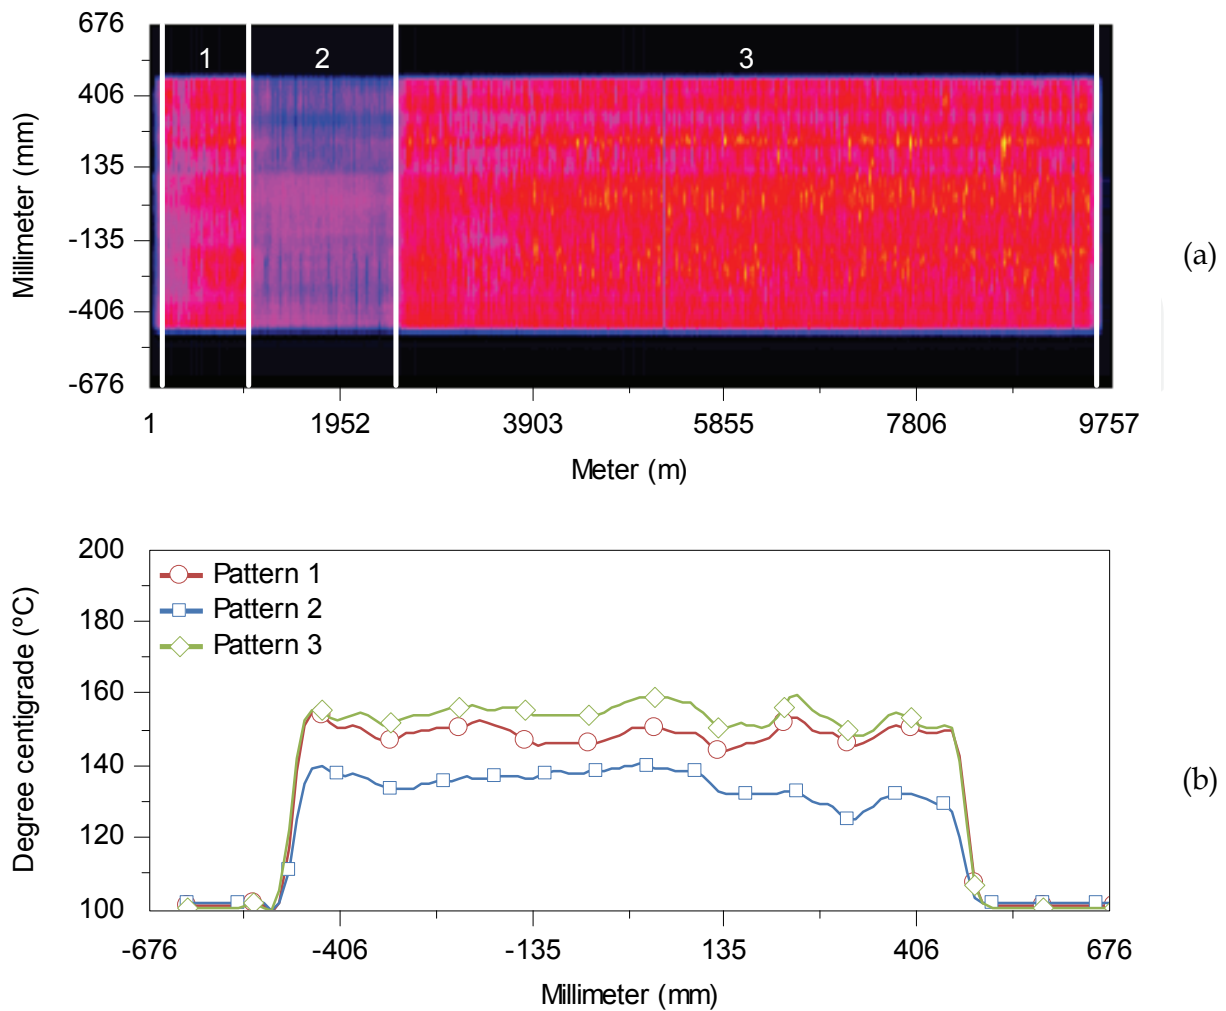 676
1 2 3
406
135
-135
-406
-676
Millimeter (mm)
1 1952 3903 5855 7806 9757
Meter (m)
(a)
200
180
160
140
120
100
Degree centigrade (ºC)
Pattern 1
Pattern 2
Pattern 3
-676 -406 -135 135 406 676
Millimeter (mm)
(b)